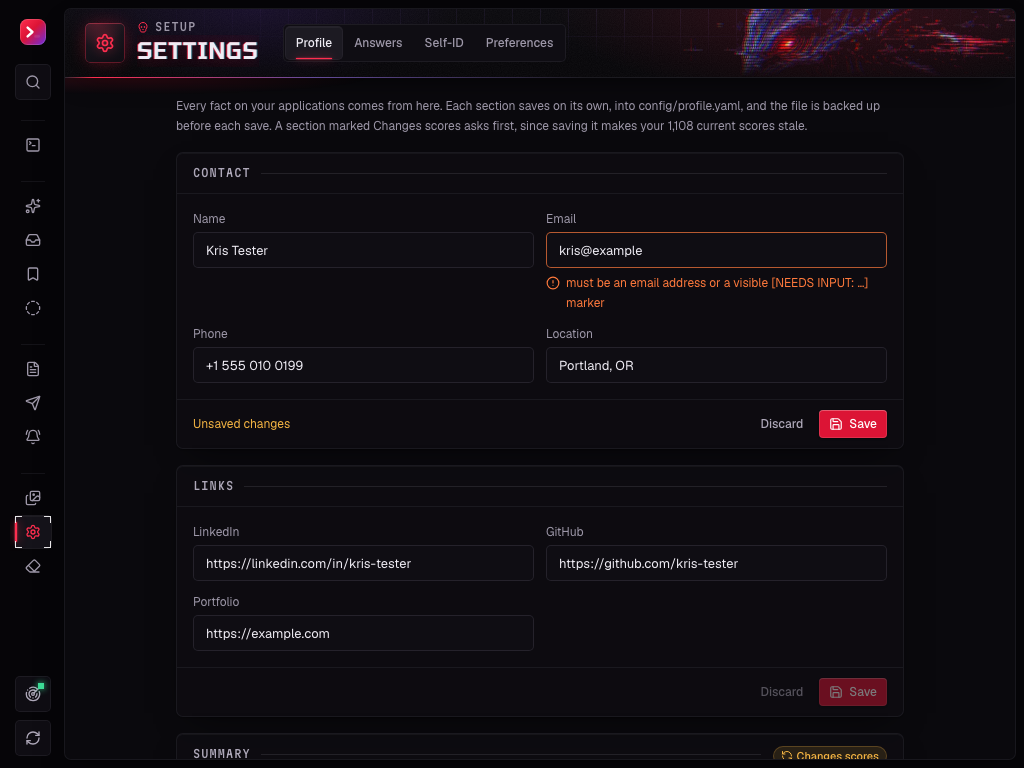 SETUP
SETTINGS
Profile
Answers
Self-ID
Preferences
Every fact on your applications comes from here. Each section saves on its own, into config/profile.yaml, and the file is backed up
before each save. A section marked Changes scores asks first, since saving it makes your 1,108 current scores stale.
CONTACT
Name
Email
Kris Tester
kris@example
must be an email address or a visible [NEEDS INPUT: …]
marker
Phone
Location
+1 555 010 0199
Portland, OR
Unsaved changes
Discard
Save
LINKS
LinkedIn
GitHub
https://linkedin.com/in/kris-tester
https://github.com/kris-tester
Portfolio
https://example.com
Discard
Save
SUMMARY
Changes scores